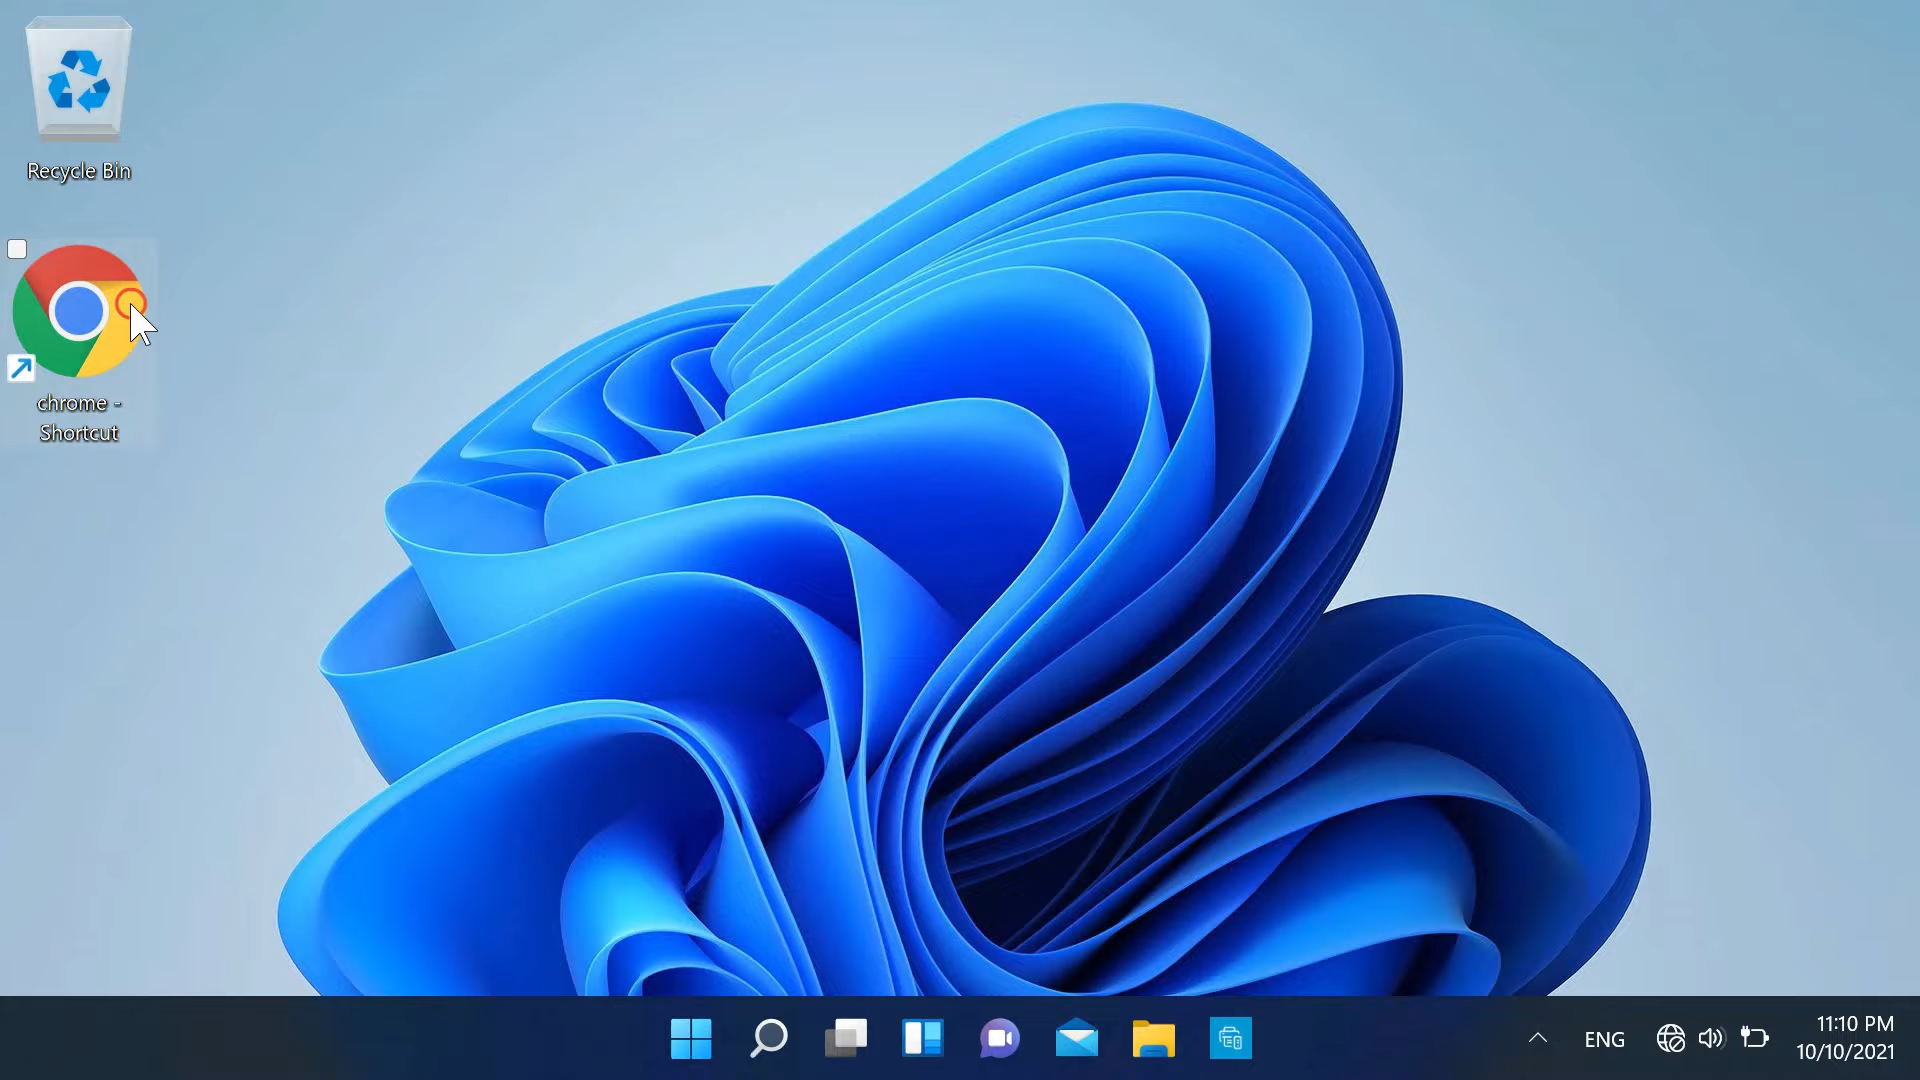 Recycle Bin
chrome -
Shortcut
ENG
11:10 PM
10/10/2021